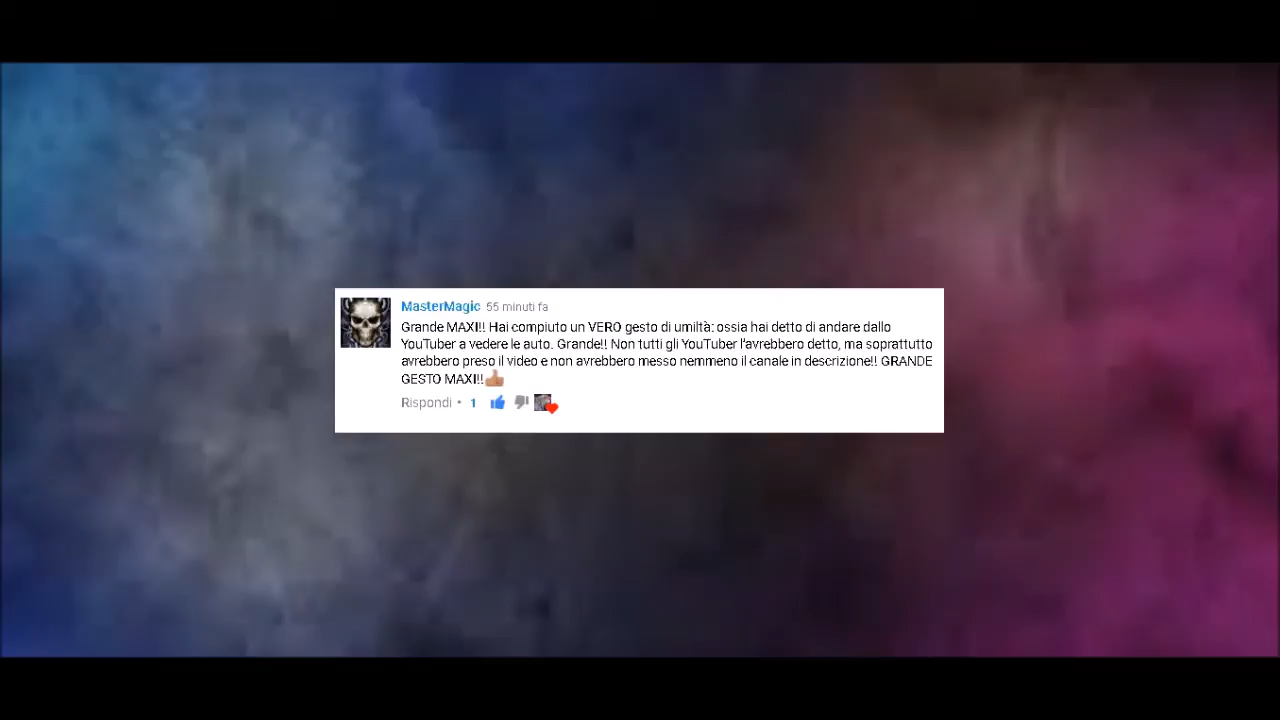 MasterMagic 55 minuti fa
Grande MAXI!! Hai compiuto un VERO gesto di umiltà: ossia hai detto di andare dallo
YouTuber a vedere le auto. Grande!! Non tutti gli YouTuber l'avrebbero detto, ma soprattutto
avrebbero preso il video e non avrebbero messo nemmeno il canale in descrizione!! GRANDE
GESTO MAXI!!👍🏽
Rispondi • 1